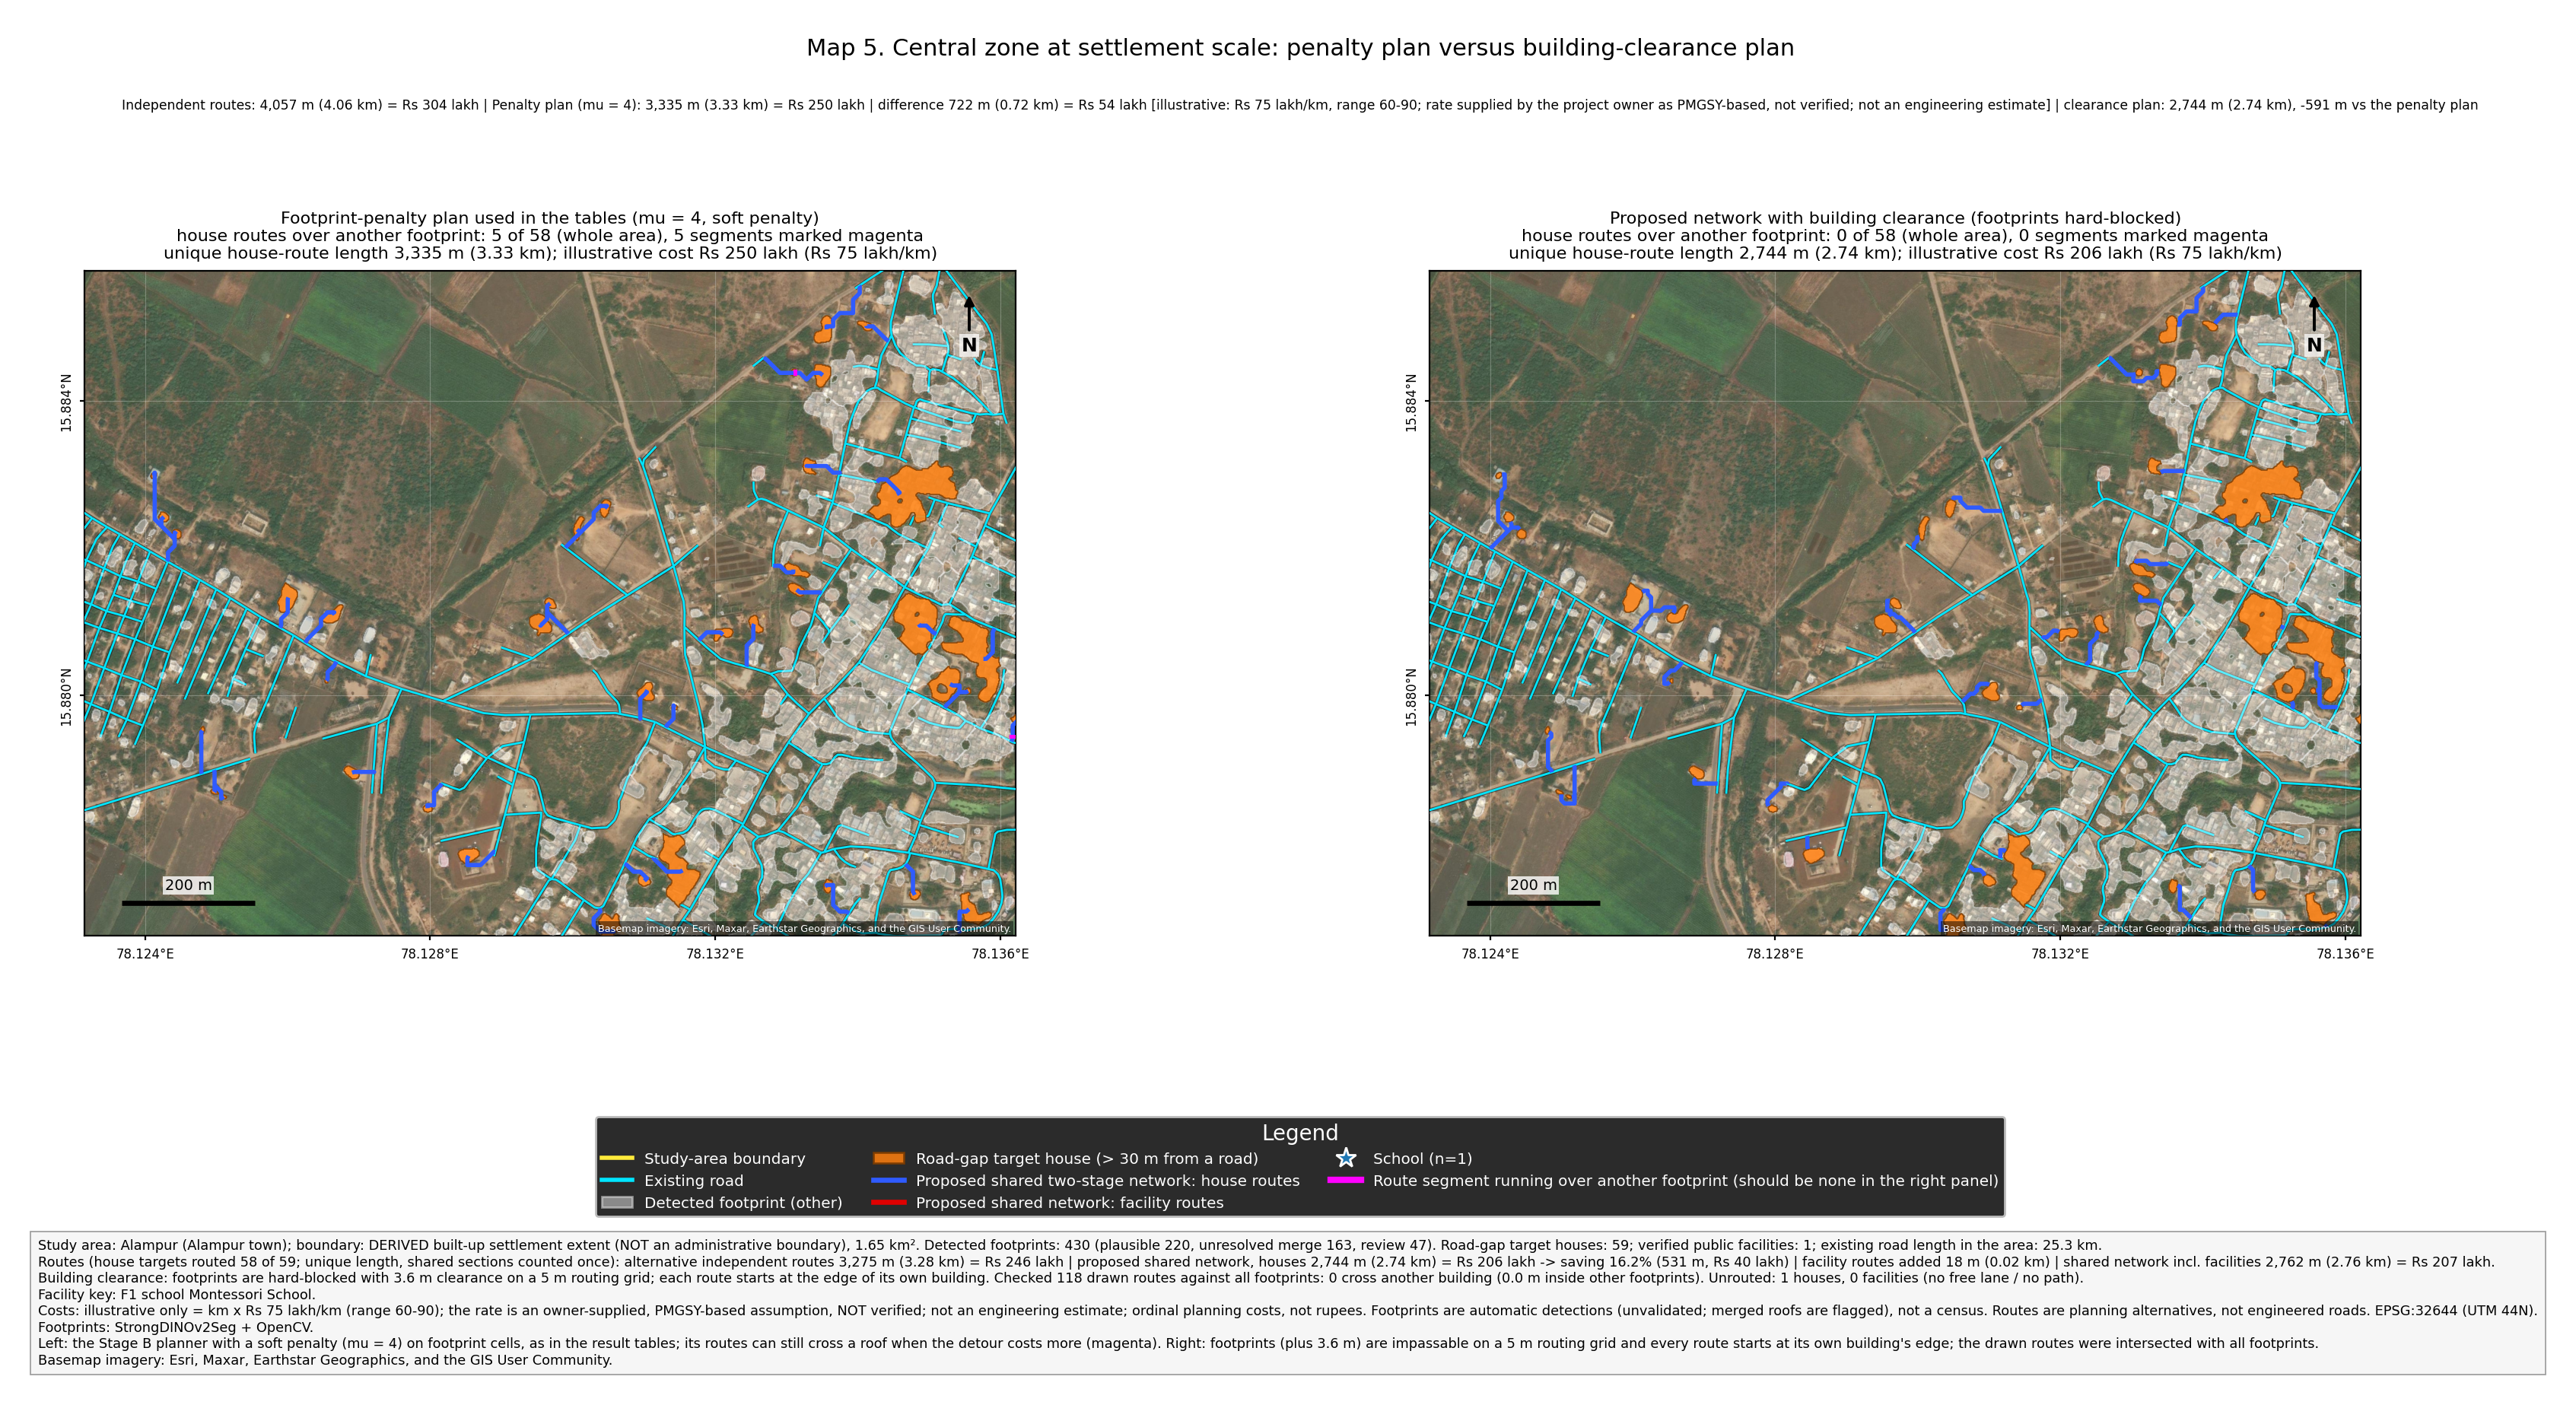 Map 5. Central zone at settlement scale: penalty plan versus building-clearance plan
Independent routes: 4,057 m (4.06 km) = Rs 304 lakh | Penalty plan (mu = 4): 3,335 m (3.33 km) = Rs 250 lakh | difference 722 m (0.72 km) = Rs 54 lakh [illustrative: Rs 75 lakh/km, range 60-90; rate supplied by the project owner as PMGSY-based, not verified; not an engineering estimate] | clearance plan: 2,744 m (2.74 km), -591 m vs the penalty plan
Footprint-penalty plan used in the tables (mu = 4, soft penalty)
house routes over another footprint: 5 of 58 (whole area), 5 segments marked magenta
unique house-route length 3,335 m (3.33 km); illustrative cost Rs 250 lakh (Rs 75 lakh/km)
N
15.884°N
15.880°N
200 m
Basemap imagery: Esri, Maxar, Earthstar Geographics, and the GIS User Community.
78.124°E
78.128°E
78.132°E
78.136°E
Proposed network with building clearance (footprints hard-blocked)
house routes over another footprint: 0 of 58 (whole area), 0 segments marked magenta
unique house-route length 2,744 m (2.74 km); illustrative cost Rs 206 lakh (Rs 75 lakh/km)
N
15.884°N
15.880°N
200 m
Basemap imagery: Esri, Maxar, Earthstar Geographics, and the GIS User Community.
78.124°E
78.128°E
78.132°E
78.136°E
Legend
Study-area boundary
Existing road
Detected footprint (other)
Road-gap target house (> 30 m from a road)
Proposed shared two-stage network: house routes
Proposed shared network: facility routes
School (n=1)
Route segment running over another footprint (should be none in the right panel)
Study area: Alampur (Alampur town); boundary: DERIVED built-up settlement extent (NOT an administrative boundary), 1.65 km². Detected footprints: 430 (plausible 220, unresolved merge 163, review 47). Road-gap target houses: 59; verified public facilities: 1; existing road length in the area: 25.3 km.
Routes (house targets routed 58 of 59; unique length, shared sections counted once): alternative independent routes 3,275 m (3.28 km) = Rs 246 lakh | proposed shared network, houses 2,744 m (2.74 km) = Rs 206 lakh -> saving 16.2% (531 m, Rs 40 lakh) | facility routes added 18 m (0.02 km) | shared network incl. facilities 2,762 m (2.76 km) = Rs 207 lakh.
Building clearance: footprints are hard-blocked with 3.6 m clearance on a 5 m routing grid; each route starts at the edge of its own building. Checked 118 drawn routes against all footprints: 0 cross another building (0.0 m inside other footprints). Unrouted: 1 houses, 0 facilities (no free lane / no path).
Facility key: F1 school Montessori School.
Costs: illustrative only = km x Rs 75 lakh/km (range 60-90); the rate is an owner-supplied, PMGSY-based assumption, NOT verified; not an engineering estimate; ordinal planning costs, not rupees. Footprints are automatic detections (unvalidated; merged roofs are flagged), not a census. Routes are planning alternatives, not engineered roads. EPSG:32644 (UTM 44N).
Footprints: StrongDINOv2Seg + OpenCV.
Left: the Stage B planner with a soft penalty (mu = 4) on footprint cells, as in the result tables; its routes can still cross a roof when the detour costs more (magenta). Right: footprints (plus 3.6 m) are impassable on a 5 m routing grid and every route starts at its own building's edge; the drawn routes were intersected with all footprints.
Basemap imagery: Esri, Maxar, Earthstar Geographics, and the GIS User Community.